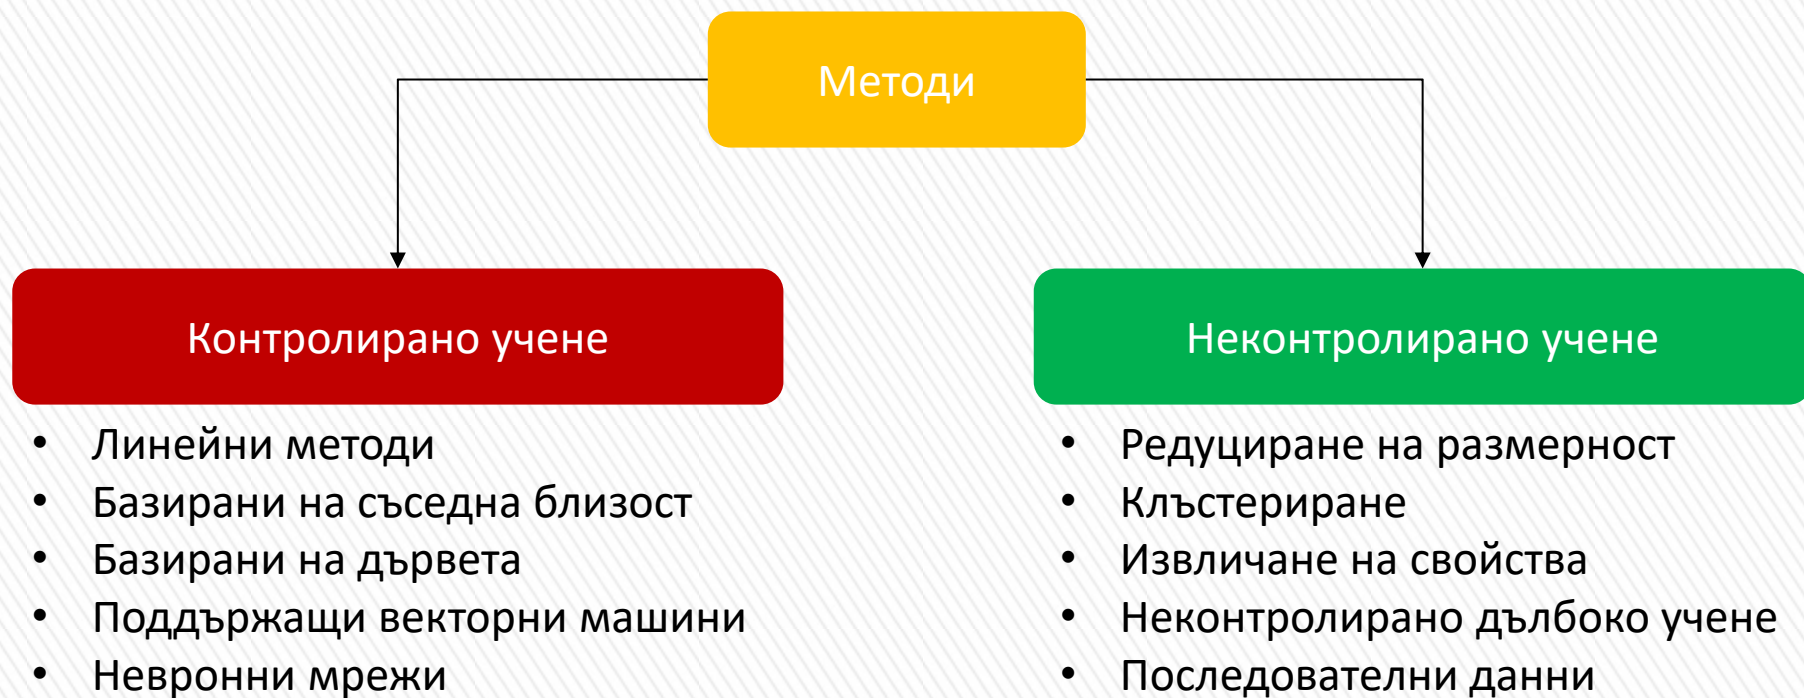 Методи
Контролирано учене
• Линейни методи
• Базирани на съседна близост
• Базирани на дървета
• Поддържащи векторни машини
• Невронни мрежи
Неконтролирано учене
• Редуциране на размерност
• Клъстериране
• Извличане на свойства
• Неконтролирано дълбоко учене
• Последователни данни